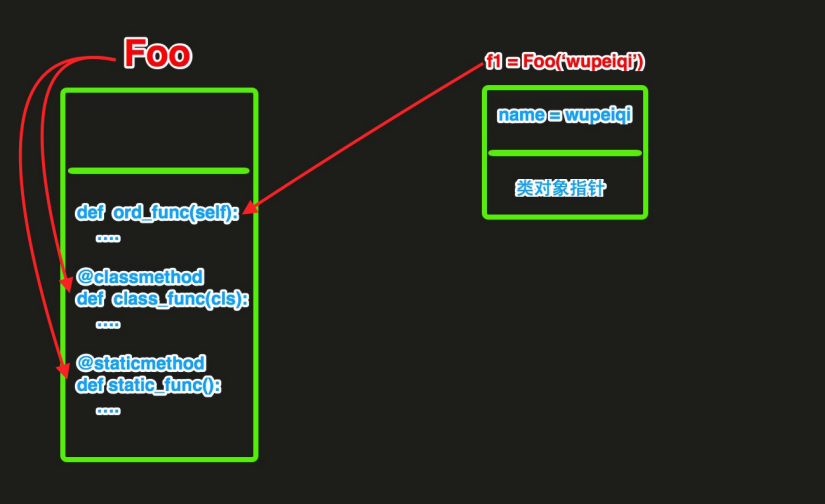 Foo
def ord_func(self):
....
@classmethod
def class_func(cls):
....
@staticmethod
def static_func():
....
f1 = Foo(‘wupeiqi’)
name = wupeiqi
类对象指针